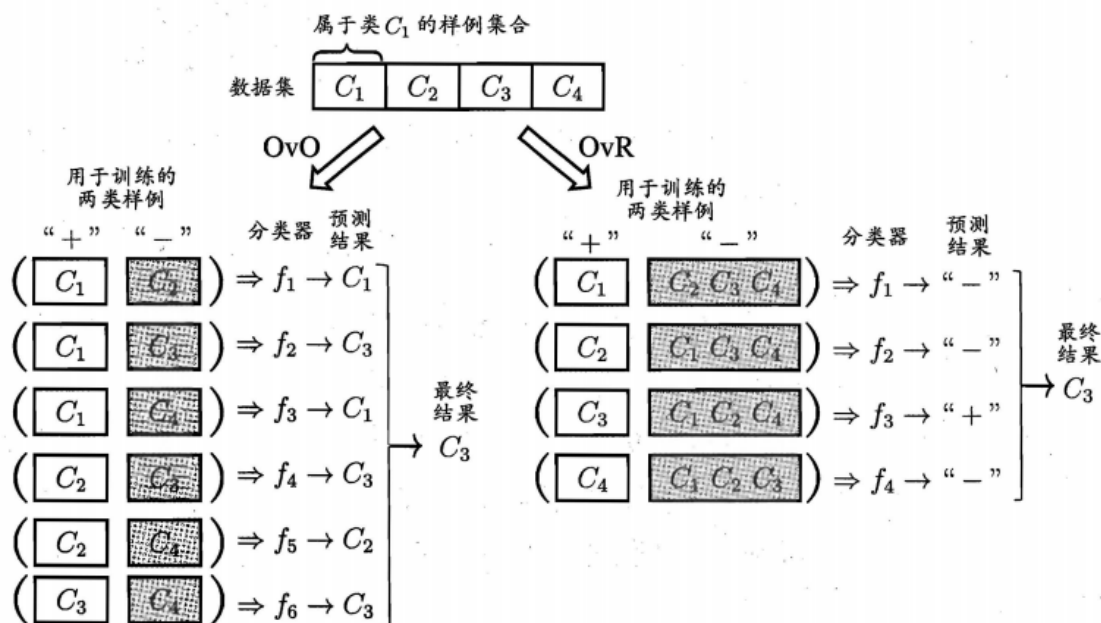 属于类 C₁ 的样例集合
数据集 C₁ C₂ C₃ C₄
OvO
OvR
用于训练的
两类样例
“+” “−” 分类器 预测
结果
( C₁ C₂ ) ⇒ f₁ → C₁
( C₁ C₃ ) ⇒ f₂ → C₃
( C₁ C₄ ) ⇒ f₃ → C₁
( C₂ C₃ ) ⇒ f₄ → C₃
( C₂ C₄ ) ⇒ f₅ → C₂
( C₃ C₄ ) ⇒ f₆ → C₃
最终
结果
C₃
用于训练的
两类样例
“+” “−” 分类器 预测
结果
( C₁ C₂ C₃ C₄ ) ⇒ f₁ → “−”
( C₂ C₁ C₃ C₄ ) ⇒ f₂ → “−”
( C₃ C₁ C₂ C₄ ) ⇒ f₃ → “+”
( C₄ C₁ C₂ C₃ ) ⇒ f₄ → “−”
最终
结果
C₃